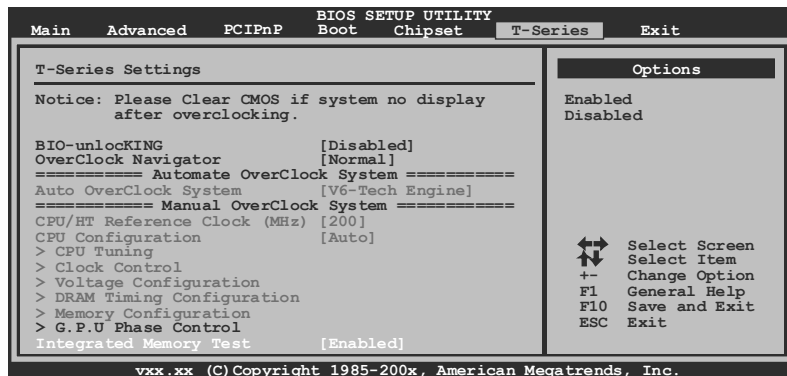 BIOS SETUP UTILITY
Main Advanced PCIPnP Boot Chipset T-Series Exit
T-Series Settings
Notice: Please Clear CMOS if system no display
after overclocking.
BIO-unlocKING [Disabled]
OverClock Navigator [Normal]
=========== Automate OverClock System ===========
Auto OverClock System [V6-Tech Engine]
============ Manual OverClock System ============
CPU/HT Reference Clock (MHz) [200]
CPU Configuration [Auto]
> CPU Tuning
> Clock Control
> Voltage Configuration
> DRAM Timing Configuration
> Memory Configuration
> G.P.U Phase Control
Integrated Memory Test [Enabled]
Options
Enabled
Disabled
Select Screen
Select Item
+- Change Option
F1 General Help
F10 Save and Exit
ESC Exit
vxx.xx (C)Copyright 1985-200x, American Megatrends, Inc.